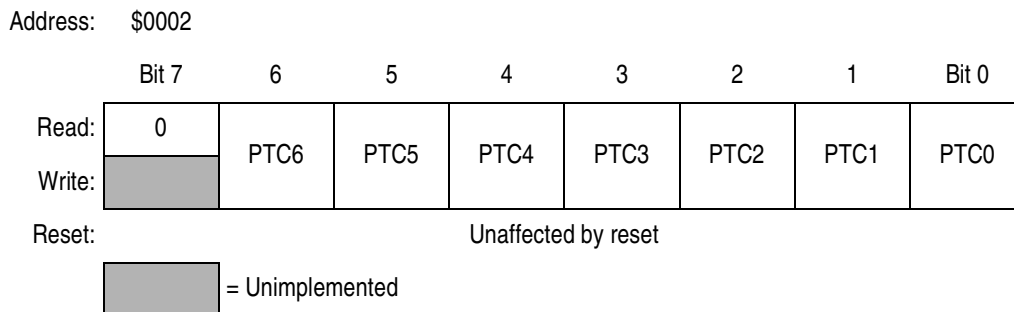 Address: $0002
Bit 7 6 5 4 3 2 1 Bit 0
Read: 0 PTC6 PTC5 PTC4 PTC3 PTC2 PTC1 PTC0
Write:
Reset: Unaffected by reset
= Unimplemented